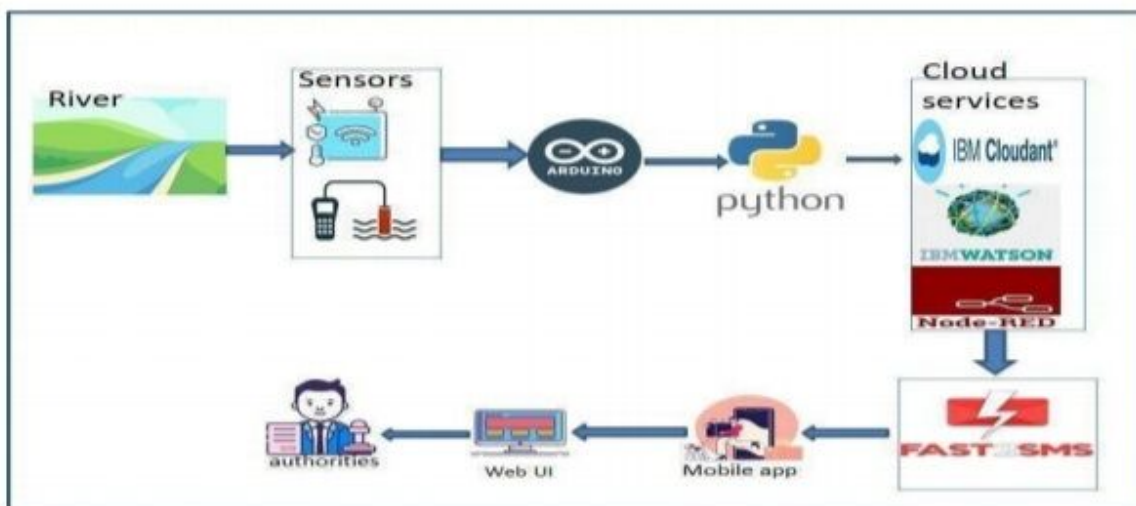 River
Sensors
ARDUINO
python
Cloud
services
IBM Cloudant®
IBMWATSON
Node-RED
FAST2SMS
Mobile app
Web UI
authorities